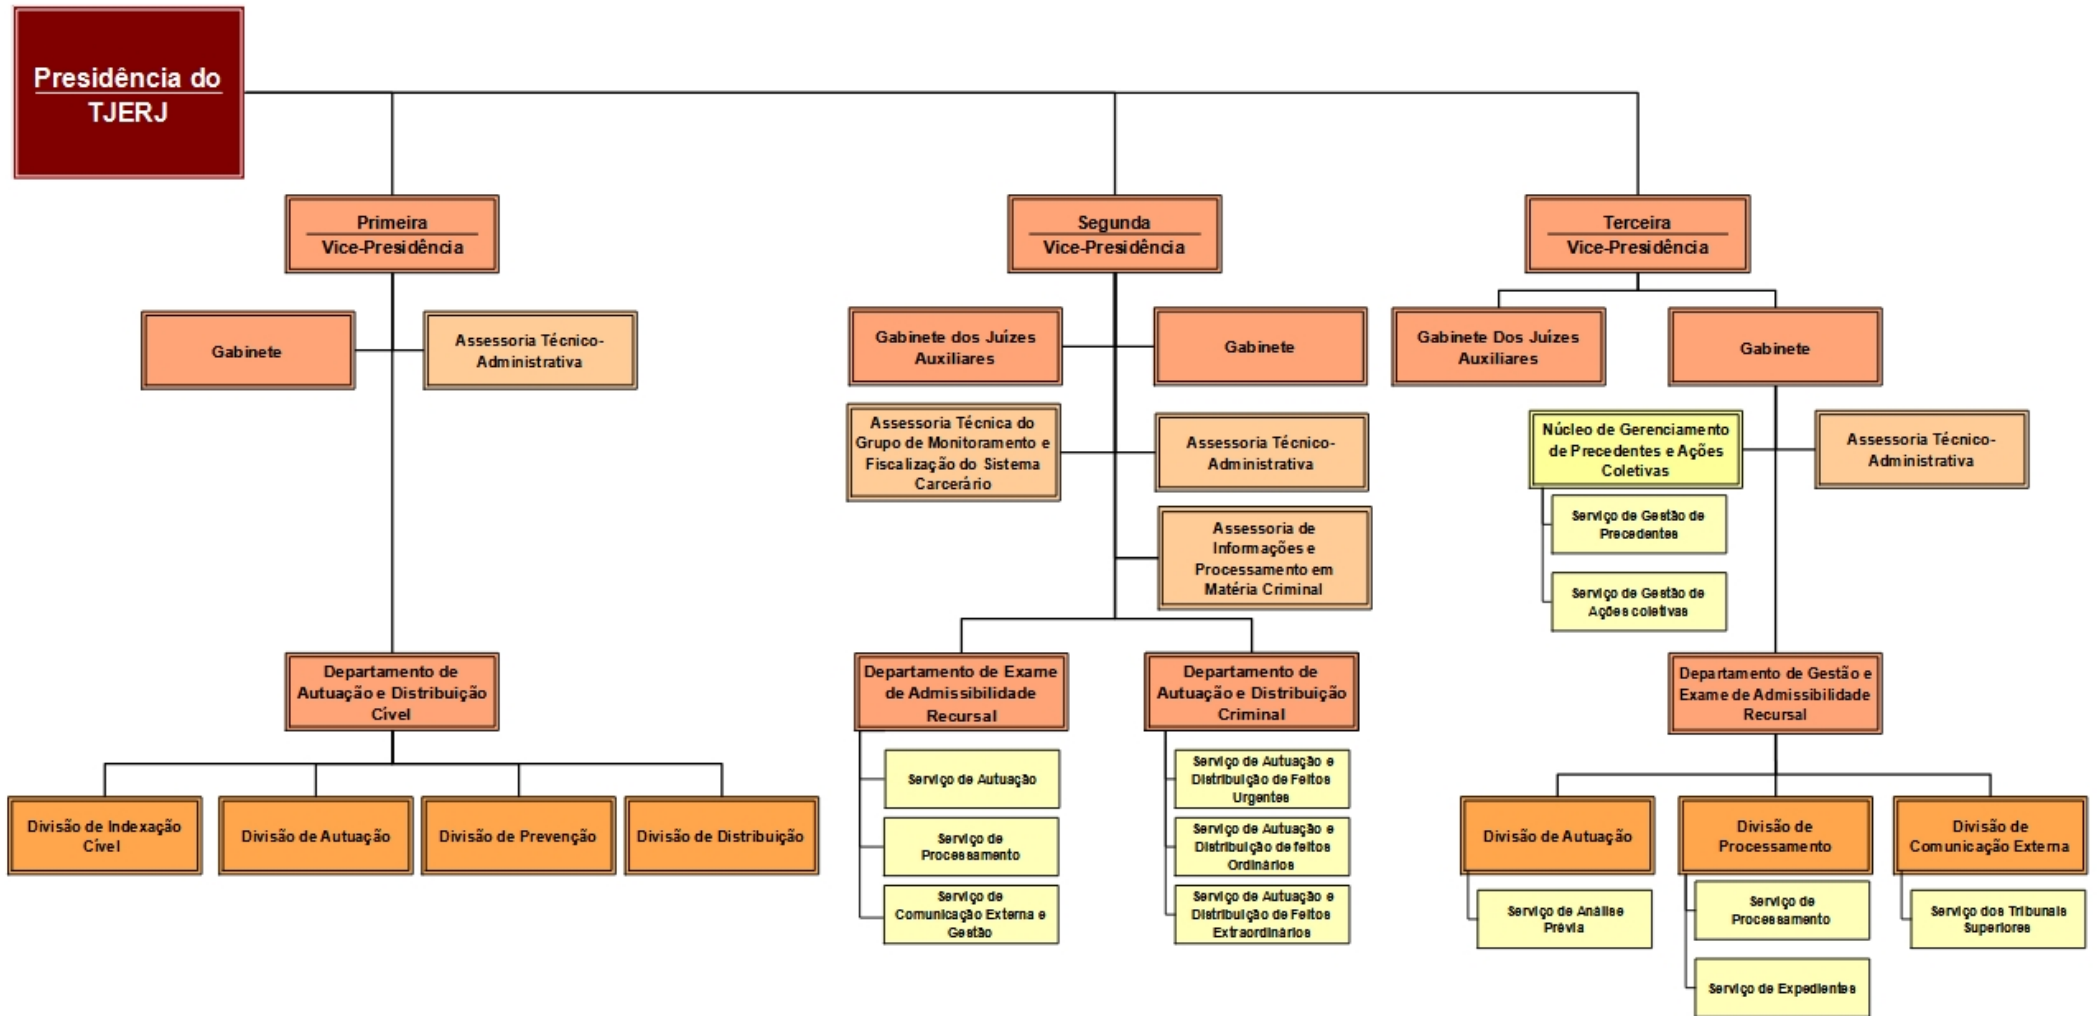 Presidência do
TJERJ
Primeira
Vice-Presidência
Segunda
Vice-Presidência
Terceira
Vice-Presidência
Gabinete
Assessoria Técnico-
Administrativa
Gabinete dos Juízes
Auxiliares
Gabinete
Gabinete Dos Juízes
Auxiliares
Gabinete
Assessoria Técnica do
Grupo de Monitoramento e
Fiscalização do Sistema
Carcerário
Assessoria Técnico-
Administrativa
Núcleo de Gerenciamento
de Precedentes e Ações
Coletivas
Assessoria Técnico-
Administrativa
Serviço de Gestão de
Precedentes
Assessoria de
Informações e
Processamento em
Matéria Criminal
Serviço de Gestão de
Ações coletivas
Departamento de
Autuação e Distribuição
Cível
Departamento de Exame
de Admissibilidade
Recursal
Departamento de
Autuação e Distribuição
Criminal
Departamento de Gestão e
Exame de Admissibilidade
Recursal
Divisão de Indexação
Cível
Divisão de Autuação
Divisão de Prevenção
Divisão de Distribuição
Serviço de Autuação
Serviço de
Processamento
Serviço de
Comunicação Externa e
Gestão
Serviço de Autuação e
Distribuição de Feitos
Urgentes
Serviço de Autuação e
Distribuição de feitos
Ordinários
Serviço de Autuação e
Distribuição de Feitos
Extraordinários
Divisão de Autuação
Divisão de
Processamento
Divisão de
Comunicação Externa
Serviço de Análise
Prévia
Serviço de
Processamento
Serviço dos Tribunais
Superiores
Serviço de Expedientes